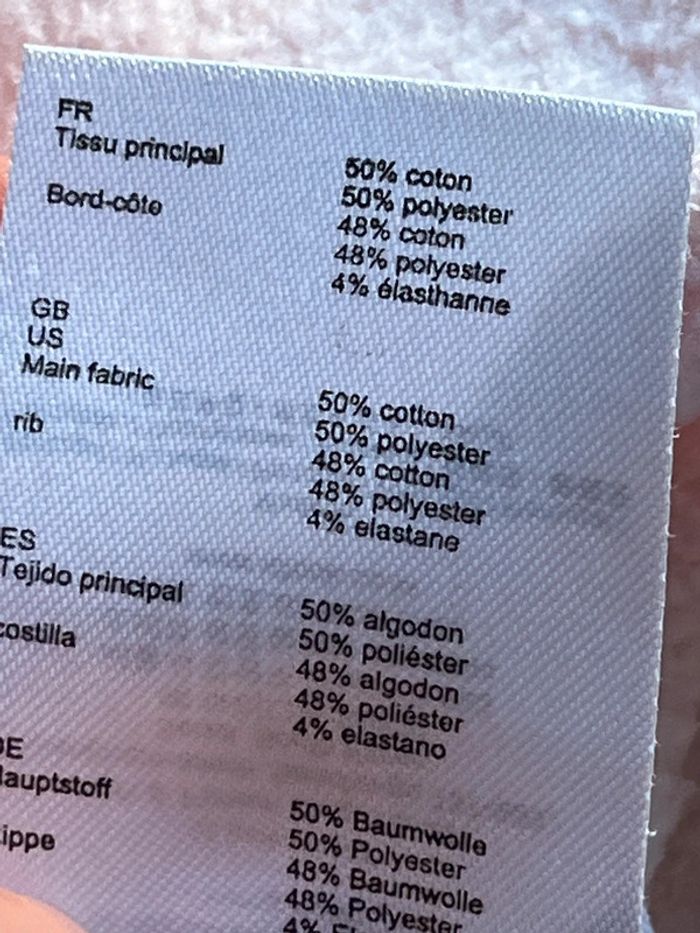 FR
Tissu principal
50% coton
50% polyester
Bord-côte
48% coton
48% polyester
4% élasthanne
GB
US
Main fabric
50% cotton
50% polyester
rib
48% cotton
48% polyester
4% elastane
ES
Tejido principal
50% algodon
50% poliéster
costilla
48% algodon
48% poliéster
4% elastano
DE
Hauptstoff
50% Baumwolle
50% Polyester
ippe
48% Baumwolle
48% Polyester
4%